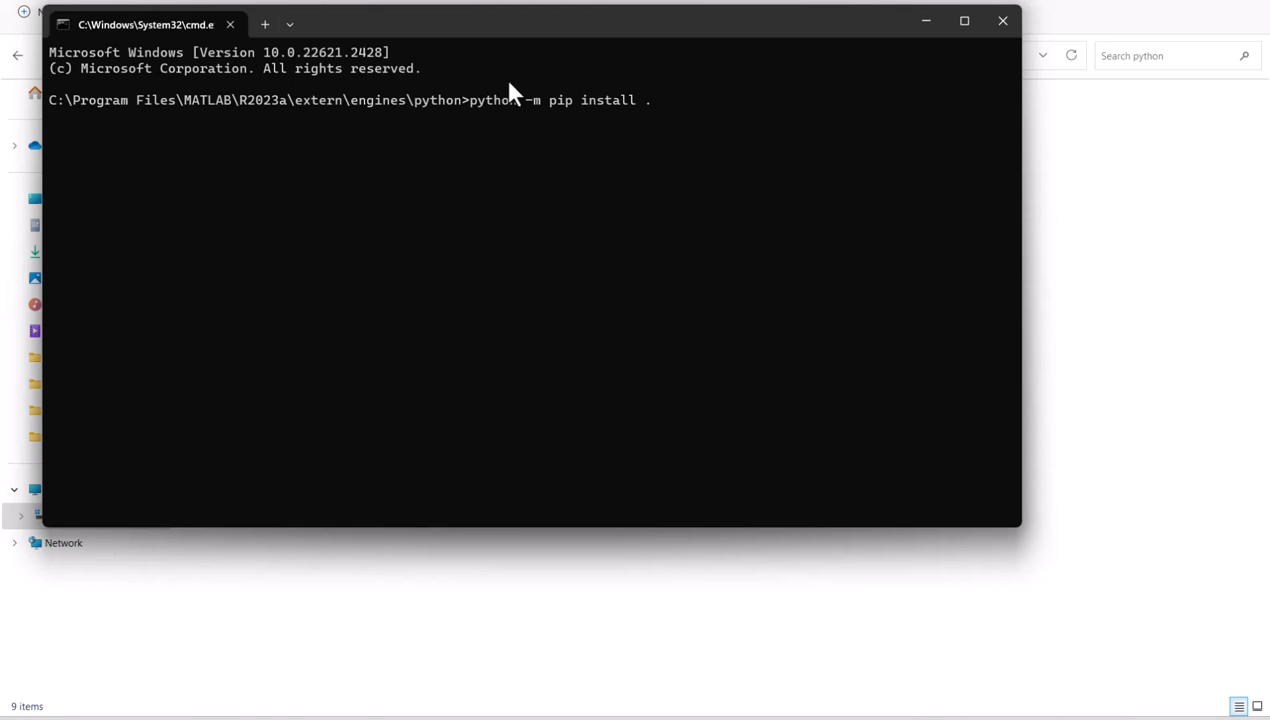 C:\Windows\System32\cmd.e
Microsoft Windows [Version 10.0.22621.2428]
(c) Microsoft Corporation. All rights reserved.
Search python
C:\Program Files\MATLAB\R2023a\extern\engines\python>python -m pip install .
Network
9 items